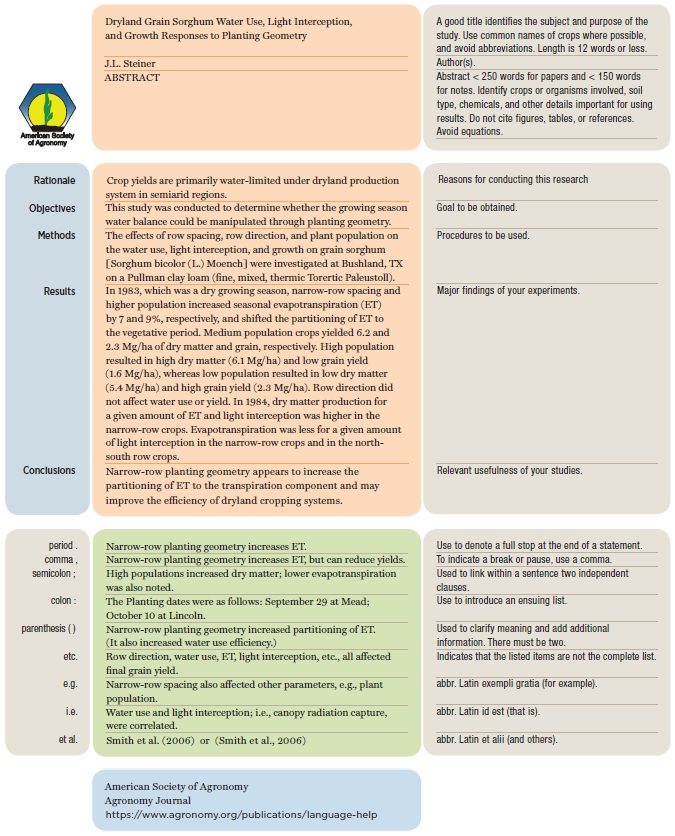 Dryland Grain Sorghum Water Use, Light Interception,
and Growth Responses to Planting Geometry
A good title identifies the subject and purpose of the
study. Use common names of crops where possible,
and avoid abbreviations. Length is 12 words or less.
J.L. Steiner
Author(s).
ABSTRACT
Abstract < 250 words for papers and < 150 words
for notes. Identify crops or organisms involved, soil
type, chemicals, and other details important for using
results. Do not cite figures, tables, or references.
Avoid equations.
American Society
of Agronomy
Rationale
Crop yields are primarily water-limited under dryland production
system in semiarid regions.
Reasons for conducting this research
Objectives
This study was conducted to determine whether the growing season
water balance could be manipulated through planting geometry.
Goal to be obtained.
Methods
The effects of row spacing, row direction, and plant population on
the water use, light interception, and growth on grain sorghum
[Sorghum bicolor (L.) Moench] were investigated at Bushland, TX
on a Pullman clay loam (fine, mixed, thermic Torertic Paleustoll).
Procedures to be used.
Results
In 1983, which was a dry growing season, narrow-row spacing and
higher population increased seasonal evapotranspiration (ET)
by 7 and 9%, respectively, and shifted the partitioning of ET to
the vegetative period. Medium population crops yielded 6.2 and
2.3 Mg/ha of dry matter and grain, respectively. High population
resulted in high dry matter (6.1 Mg/ha) and low grain yield
(1.6 Mg/ha), whereas low population resulted in low dry matter
(5.4 Mg/ha) and high grain yield (2.3 Mg/ha). Row direction did
not affect water use or yield. In 1984, dry matter production for
a given amount of ET and light interception was higher in the
narrow-row crops. Evapotranspiration was less for a given amount
of light interception in the narrow-row crops and in the north-
south row crops.
Major findings of your experiments.
Conclusions
Narrow-row planting geometry appears to increase the
partitioning of ET to the transpiration component and may
improve the efficiency of dryland cropping systems.
Relevant usefulness of your studies.
period .
Narrow-row planting geometry increases ET.
Use to denote a full stop at the end of a statement.
comma ,
Narrow-row planting geometry increases ET, but can reduce yields.
To indicate a break or pause, use a comma.
semicolon ;
High populations increased dry matter; lower evapotranspiration
was also noted.
Used to link within a sentence two independent
clauses.
colon :
The Planting dates were as follows: September 29 at Mead;
October 10 at Lincoln.
Use to introduce an ensuing list.
parenthesis ( )
Narrow-row planting geometry increased partitioning of ET.
(It also increased water use efficiency.)
Used to clarify meaning and add additional
information. There must be two.
etc.
Row direction, water use, ET, light interception, etc., all affected
final grain yield.
Indicates that the listed items are not the complete list.
e.g.
Narrow-row spacing also affected other parameters, e.g., plant
population.
abbr. Latin exempli gratia (for example).
i.e.
Water use and light interception; i.e., canopy radiation capture,
were correlated.
abbr. Latin id est (that is).
et al.
Smith et al. (2006) or (Smith et al., 2006)
abbr. Latin et alii (and others).
American Society of Agronomy
Agronomy Journal
https://www.agronomy.org/publications/language-help